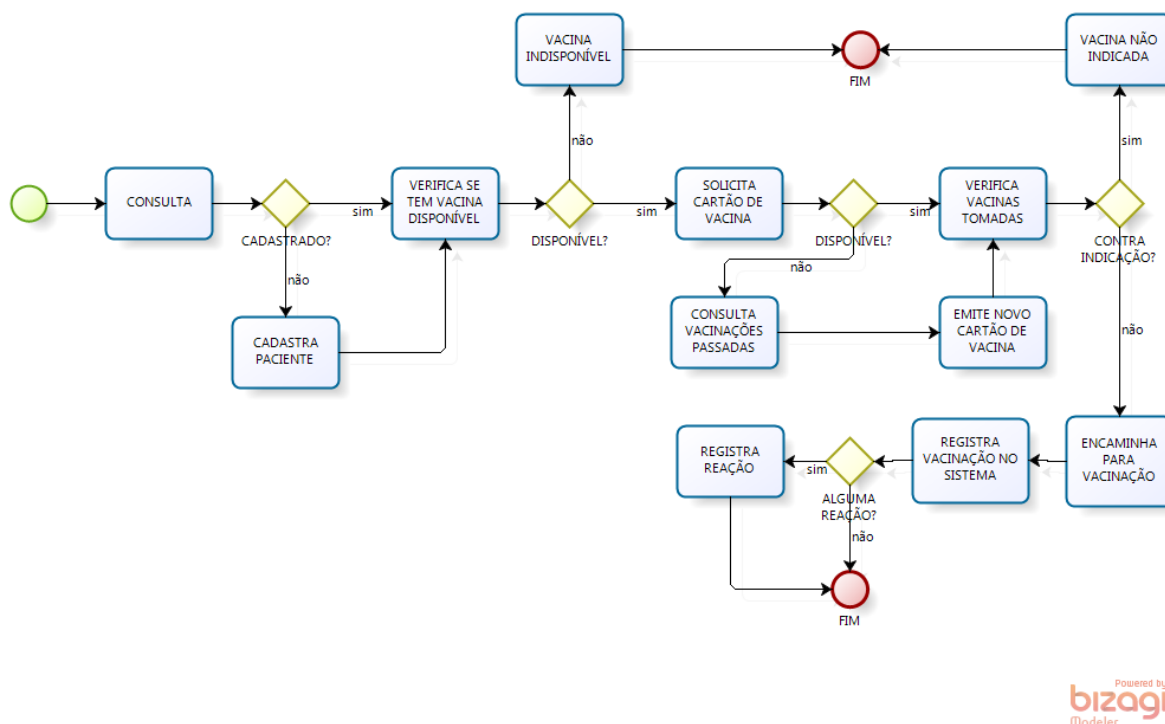 VACINA
INDISPONÍVEL
FIM
VACINA NÃO
INDICADA
não
sim
CONSULTA
CADASTRADO?
sim
VERIFICA SE
TEM VACINA
DISPONÍVEL
DISPONÍVEL?
sim
SOLICITA
CARTÃO DE
VACINA
DISPONÍVEL?
sim
VERIFICA
VACINAS
TOMADAS
CONTRA
INDICAÇÃO?
não
não
CADASTRA
PACIENTE
CONSULTA
VACINAÇÕES
PASSADAS
EMITE NOVO
CARTÃO DE
VACINA
não
REGISTRA
REAÇÃO
sim
ALGUMA
REAÇÃO?
REGISTRA
VACINAÇÃO NO
SISTEMA
ENCAMINHA
PARA
VACINAÇÃO
não
FIM
Powered by
bizagi
Modeler